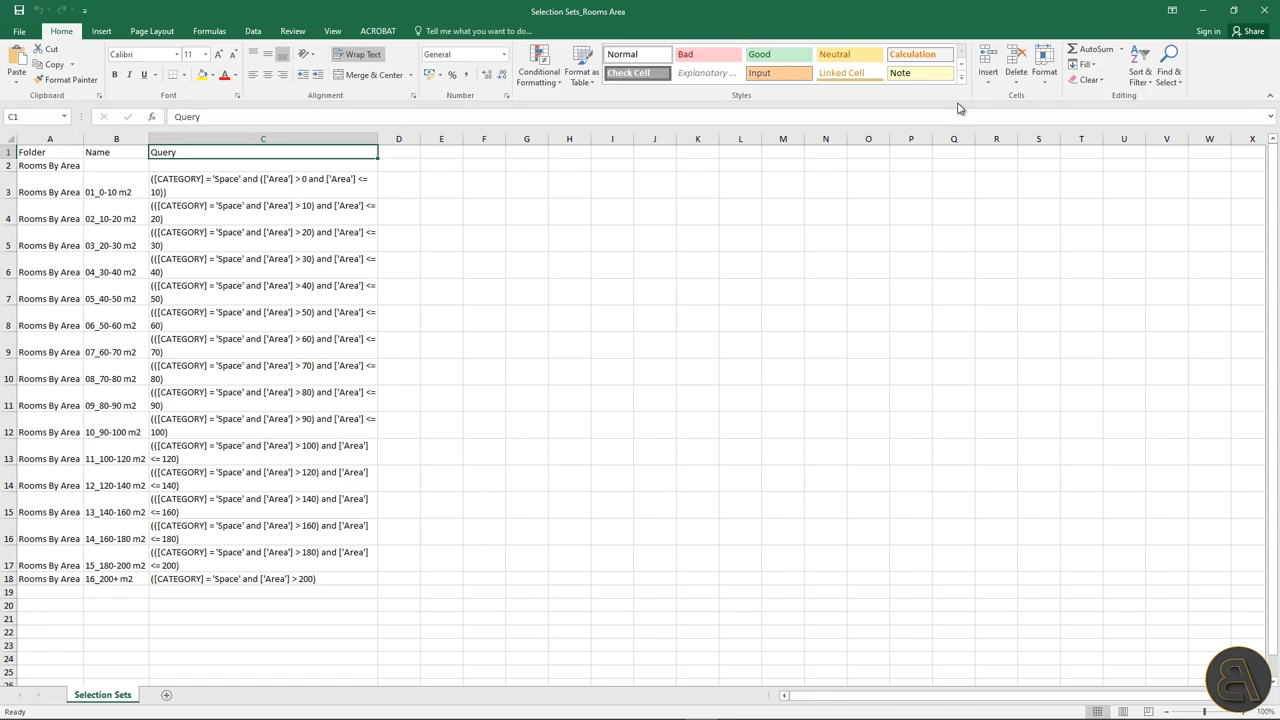 Selection Sets_Rooms Area
File Home Insert Page Layout Formulas Data Review View ACROBAT Tell me what you want to do... Sign in Share
Paste Cut Copy Format Painter Clipboard
Calibri 11 B I U A A Font
Wrap Text Merge & Center Alignment
General % , Number
Conditional Formatting Format as Table
Normal Bad Good Neutral Calculation
Check Cell Explanatory ... Input Linked Cell Note
Styles
Insert Delete Format Cells
AutoSum Fill Clear Sort & Filter Find & Select Editing
C1 fx Query
A B C D E F G H I J K L M N O P Q R S T U V W X
1 Folder Name Query
2 Rooms By Area
3 Rooms By Area 01_0-10 m2 ([CATEGORY] = 'Space' and (['Area'] > 0 and ['Area'] <=
10))
4 Rooms By Area 02_10-20 m2 (([CATEGORY] = 'Space' and ['Area'] > 10) and ['Area'] <=
20)
5 Rooms By Area 03_20-30 m2 (([CATEGORY] = 'Space' and ['Area'] > 20) and ['Area'] <=
30)
6 Rooms By Area 04_30-40 m2 (([CATEGORY] = 'Space' and ['Area'] > 30) and ['Area'] <=
40)
7 Rooms By Area 05_40-50 m2 (([CATEGORY] = 'Space' and ['Area'] > 40) and ['Area'] <=
50)
8 Rooms By Area 06_50-60 m2 (([CATEGORY] = 'Space' and ['Area'] > 50) and ['Area'] <=
60)
9 Rooms By Area 07_60-70 m2 (([CATEGORY] = 'Space' and ['Area'] > 60) and ['Area'] <=
70)
10 Rooms By Area 08_70-80 m2 (([CATEGORY] = 'Space' and ['Area'] > 70) and ['Area'] <=
80)
11 Rooms By Area 09_80-90 m2 (([CATEGORY] = 'Space' and ['Area'] > 80) and ['Area'] <=
90)
12 Rooms By Area 10_90-100 m2 (([CATEGORY] = 'Space' and ['Area'] > 90) and ['Area'] <=
100)
13 Rooms By Area 11_100-120 m2 (([CATEGORY] = 'Space' and ['Area'] > 100) and ['Area']
<= 120)
14 Rooms By Area 12_120-140 m2 (([CATEGORY] = 'Space' and ['Area'] > 120) and ['Area']
<= 140)
15 Rooms By Area 13_140-160 m2 (([CATEGORY] = 'Space' and ['Area'] > 140) and ['Area']
<= 160)
16 Rooms By Area 14_160-180 m2 (([CATEGORY] = 'Space' and ['Area'] > 160) and ['Area']
<= 180)
17 Rooms By Area 15_180-200 m2 (([CATEGORY] = 'Space' and ['Area'] > 180) and ['Area']
<= 200)
18 Rooms By Area 16_200+ m2 ([CATEGORY] = 'Space' and ['Area'] > 200)
19
20
21
22
23
24
25
Selection Sets
Ready 100%